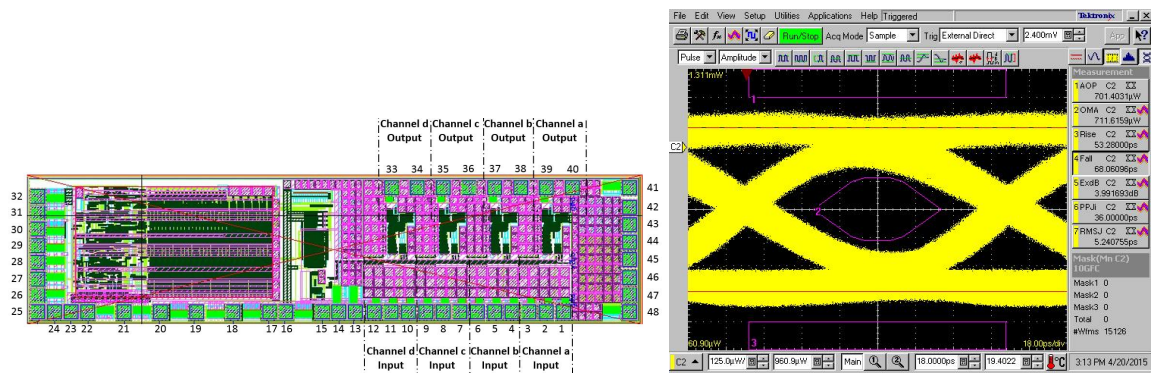 Channel d Channel c Channel b Channel a
Output Output Output Output
33 34 35 36 37 38 39 40
32 41
31 42
30 43
29 44
28 45
27 46
26 47
25 48
24 23 22 21 20 19 18 17 16 15 14 13 12 11 10 9 8 7 6 5 4 3 2 1
Channel d Channel c Channel b Channel a
Input Input Input Input
File Edit View Setup Utilities Applications Help Triggered Tektronix
Run/Stop Acq Mode Sample Trig External Direct 2.400mV App
Pulse Amplitude
1.311mW
1
C2
2
60.90µW
3
18.00ps/div
Measurement
1 AOP C2
701.4031µW
2 OMA C2
711.6159µW
3 Rise C2
53.28000ps
4 Fall C2
68.06096ps
5 ExdB C2
3.991693dB
6 PPJi C2
36.00000ps
7 RMSJ C2
5.240755ps
Mask(Mn C2)
10GFC
Mask1 0
Mask2 0
Mask3 0
Total 0
#Wfms 15126
C2 125.0µW/ 960.9µW Main 18.0000ps 19.4022 °C 3:13 PM 4/20/2015